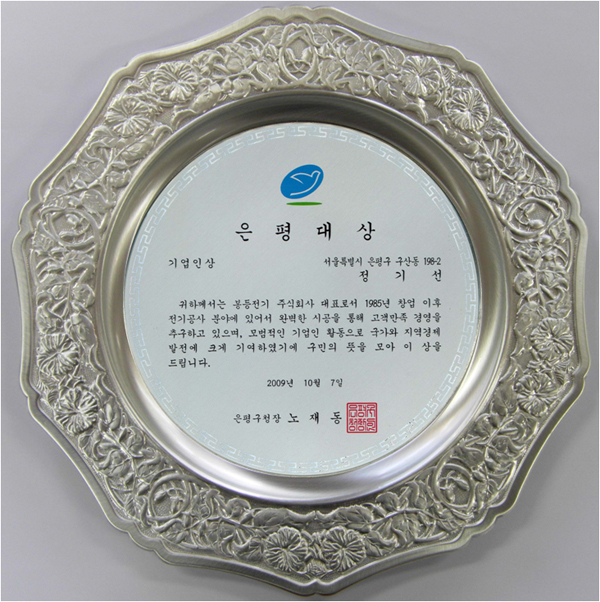 은평대상
기업인상
서울특별시 은평구 구산동 198-2
정기선
귀하께서는 봉등전기 주식회사 대표로서 1985년 창업 이후
전기공사 분야에 있어서 완벽한 시공을 통해 고객만족 경영을
추구하고 있으며, 모범적인 기업인 활동으로 국가와 지역경제
발전에 크게 기여하였기에 구민의 뜻을 모아 이 상을
드립니다.
2009년 10월 7일
은평구청장 노재동